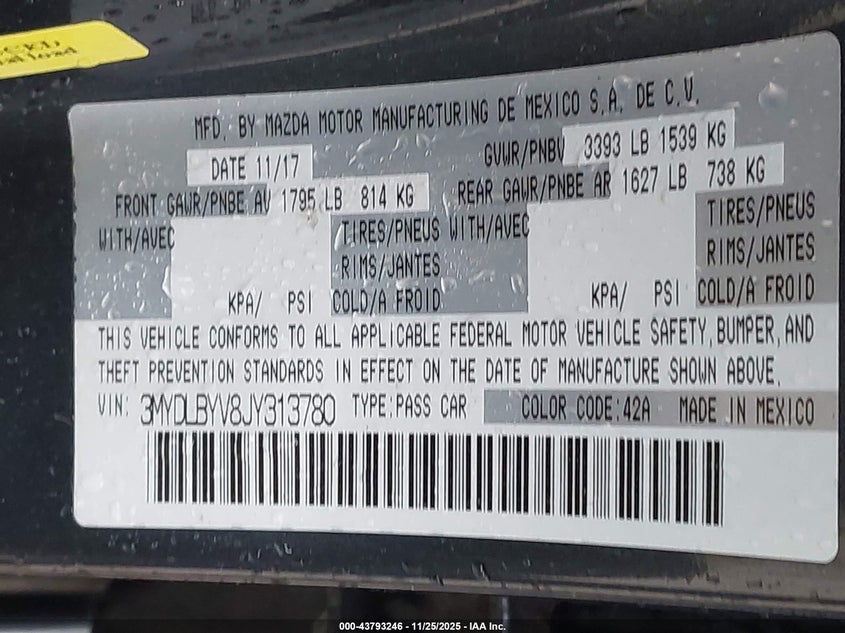 MFD. BY MAZDA MOTOR MANUFACTURING DE MEXICO S.A. DE C.V.
DATE 11/17 GVWR/PNBV 3393 LB 1539 KG
FRONT GAWR/PNBE AV 1795 LB 814 KG REAR GAWR/PNBE AR 1627 LB 738 KG
WITH/AVEC TIRES/PNEUS WITH/AVEC TIRES/PNEUS
RIMS/JANTES RIMS/JANTES
KPA/ PSI COLD/A FROID KPA/ PSI COLD/A FROID
THIS VEHICLE CONFORMS TO ALL APPLICABLE FEDERAL MOTOR VEHICLE SAFETY, BUMPER, AND
THEFT PREVENTION STANDARDS IN EFFECT ON THE DATE OF MANUFACTURE SHOWN ABOVE.
VIN: 3MYDLBYV8JY313780 TYPE:PASS CAR COLOR CODE:42A MADE IN MEXICO
000-43793246 - 11/25/2025 - IAA Inc.